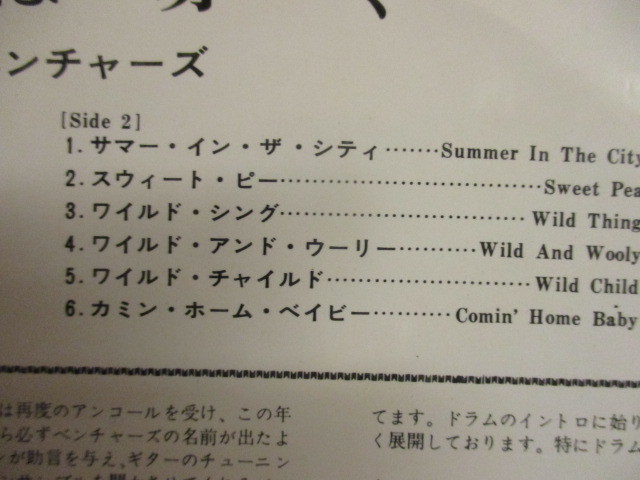 ンチャーズ
[Side 2]
1. サマー・イン・ザ・シティ・・・・・・・Summer In The City
2. スウィート・ピー・・・・・・・・・・・・・・・・・・・・・・・・・・・・・・Sweet Pea
3. ワイルド・シング・・・・・・・・・・・・・・・・・・・・・・・・・・・・Wild Thing
4. ワイルド・アンド・ウーリー・・・・・・・・・・Wild And Wooly
5. ワイルド・チャイルド・・・・・・・・・・・・・・・・・・・・・・・・Wild Child
6. カミン・ホーム・ベイビー・・・・・・・・・・Comin' Home Baby
は再度のアンコールを受け、この年
ら必ずベンチャーズの名前が出たよ
ンが助言を与え、ギターのチューニン
てます。ドラムのイントロに始り
く展開しております。特にドラム